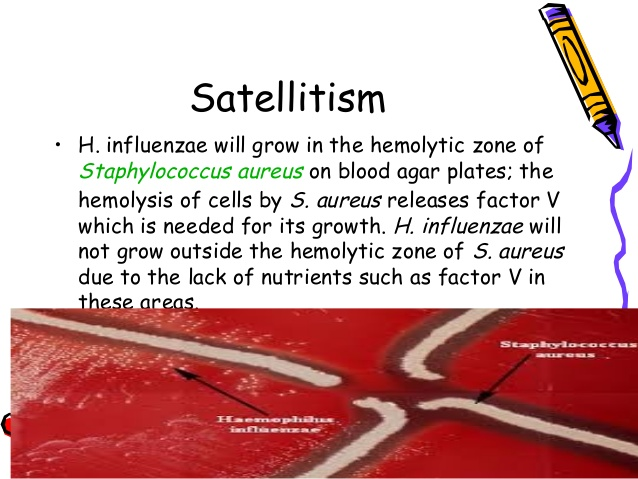 Satellitism
• H. influenzae will grow in the hemolytic zone of
Staphylococcus aureus on blood agar plates; the
hemolysis of cells by S. aureus releases factor V
which is needed for its growth. H. influenzae will
not grow outside the hemolytic zone of S. aureus
due to the lack of nutrients such as factor V in
these areas.
Staphylococcus
aureus
Haemophilus
influenzae